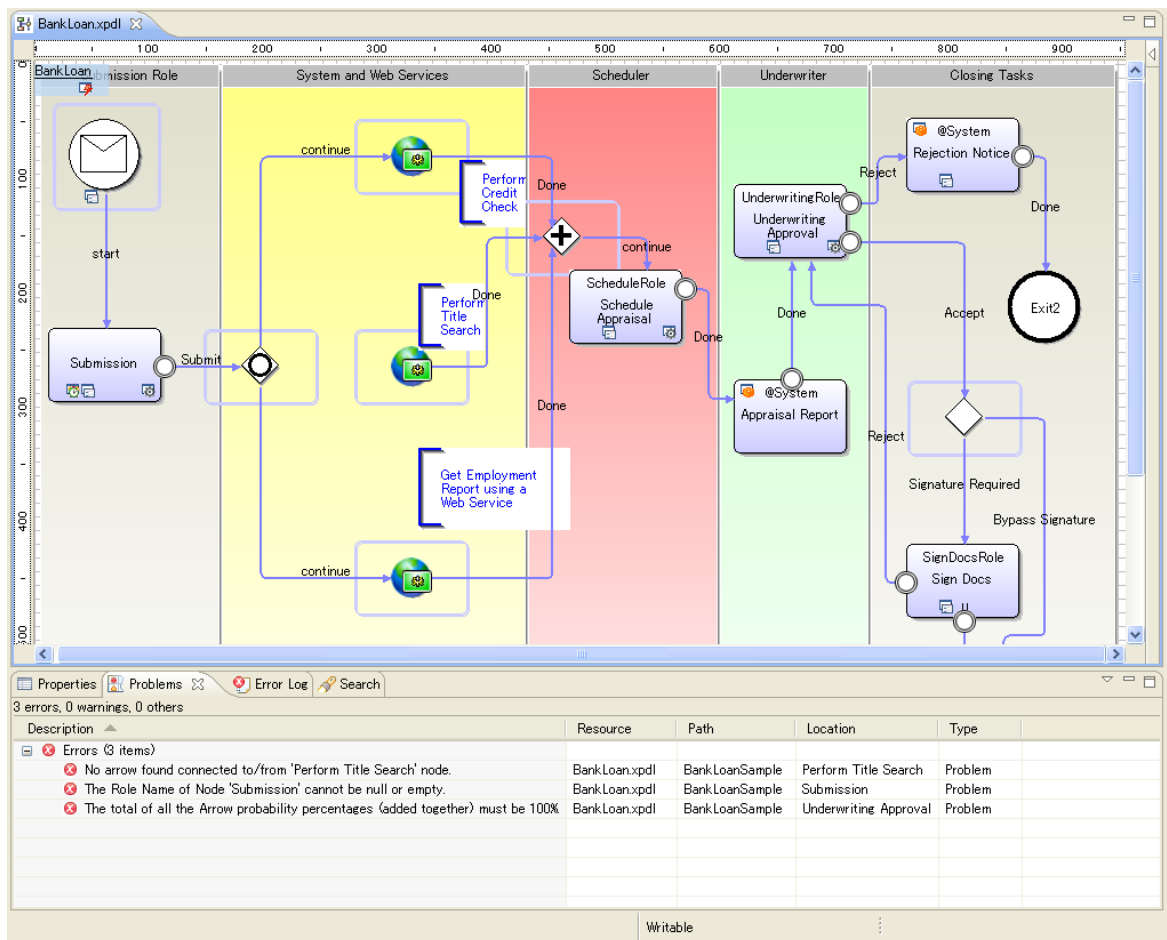 BankLoan.xpdl
100 200 300 400 500 600 700 800 900
BankLoan
bmission Role
System and Web Services
Scheduler
Underwriter
Closing Tasks
0
100
200
300
400
500
start
Submission
Submit
continue
Perform
Credit
Check
Done
Perform
Title
Search
Done
Get Employment
Report using a
Web Service
continue
Done
continue
ScheduleRole
Schedule
Appraisal
Done
UnderwritingRole
Underwriting
Approval
Done
@System
Appraisal Report
Reject
@System
Rejection Notice
Done
Exit2
Accept
Reject
Signature Required
Bypass Signature
SignDocsRole
Sign Docs
Properties Problems Error Log Search
3 errors, 0 warnings, 0 others
Description Resource Path Location Type
Errors (3 items)
No arrow found connected to/from 'Perform Title Search' node. BankLoan.xpdl BankLoanSample Perform Title Search Problem
The Role Name of Node 'Submission' cannot be null or empty. BankLoan.xpdl BankLoanSample Submission Problem
The total of all the Arrow probability percentages (added together) must be 100%. BankLoan.xpdl BankLoanSample Underwriting Approval Problem
Writable